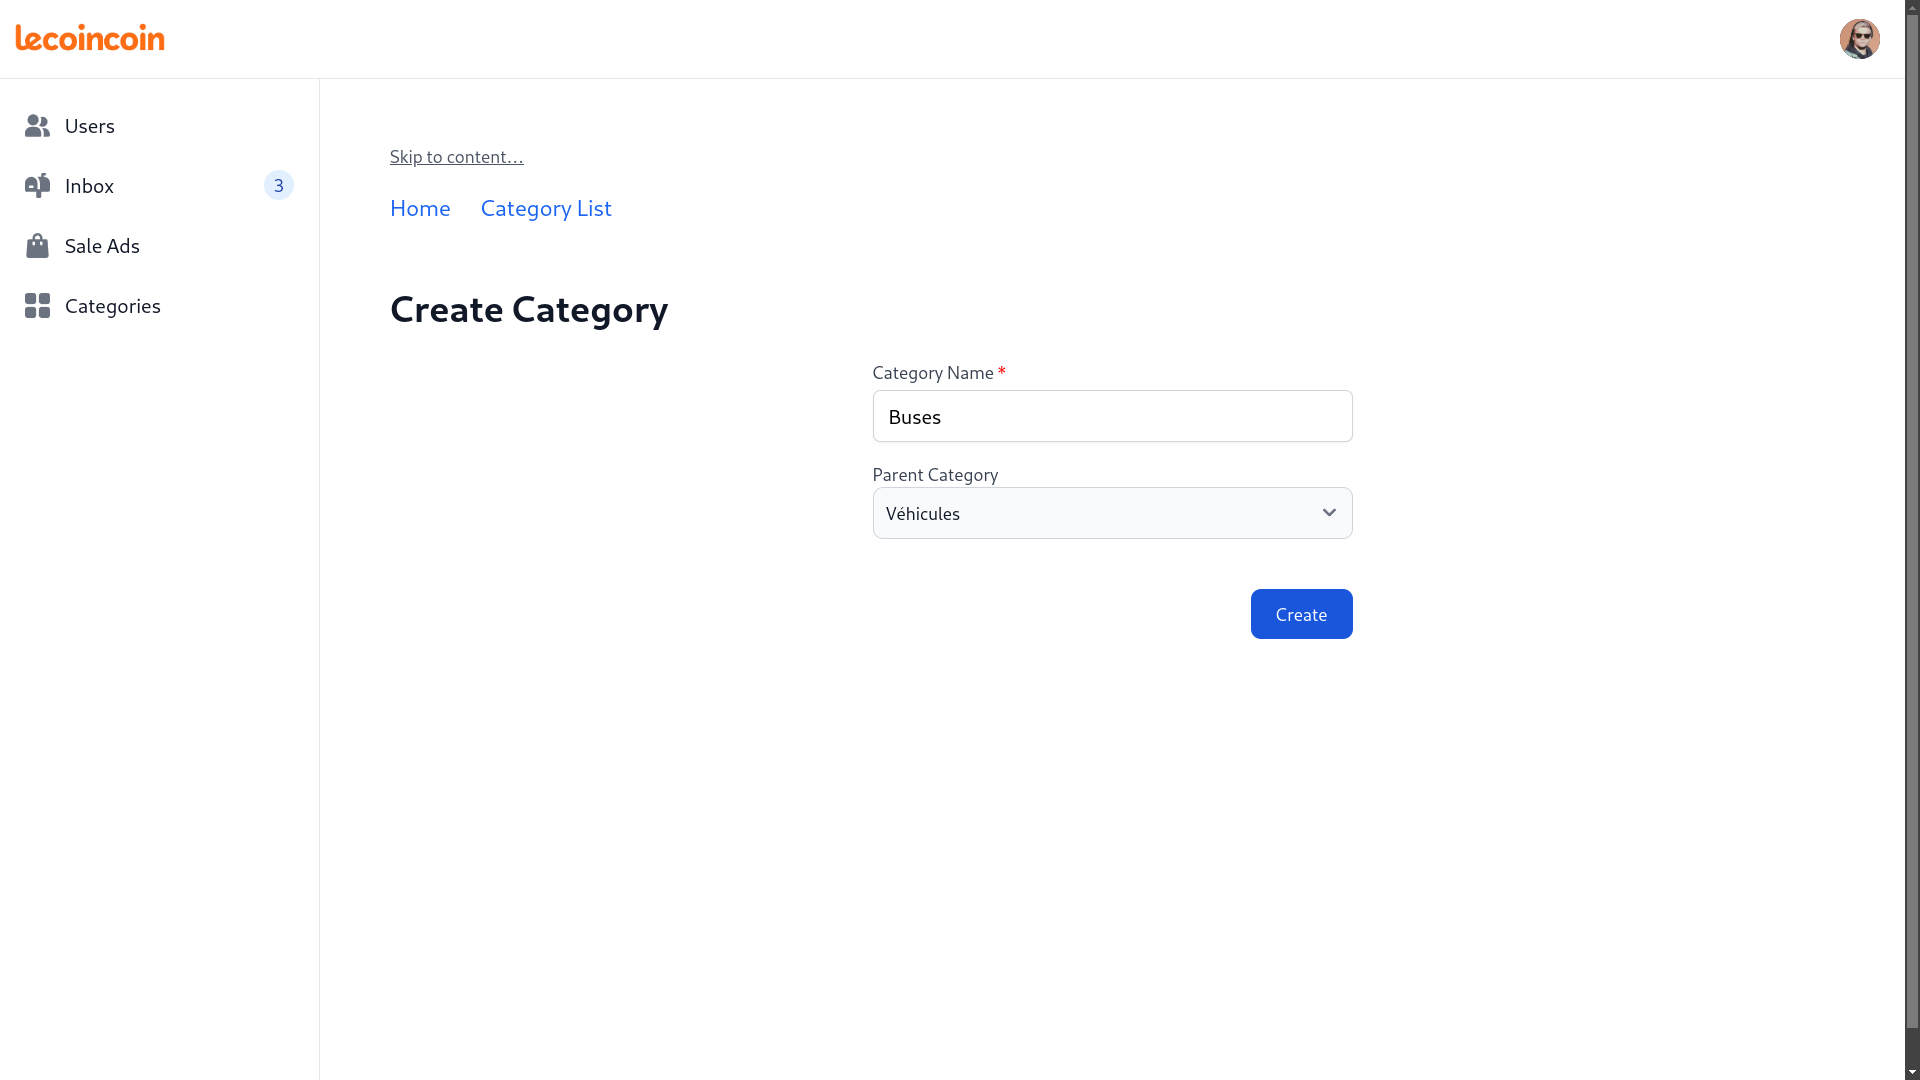 lecoincoin
Users
Inbox
3
Sale Ads
Categories
Skip to content...
Home
Category List
Create Category
Category Name *
Buses
Parent Category
Véhicules
Create